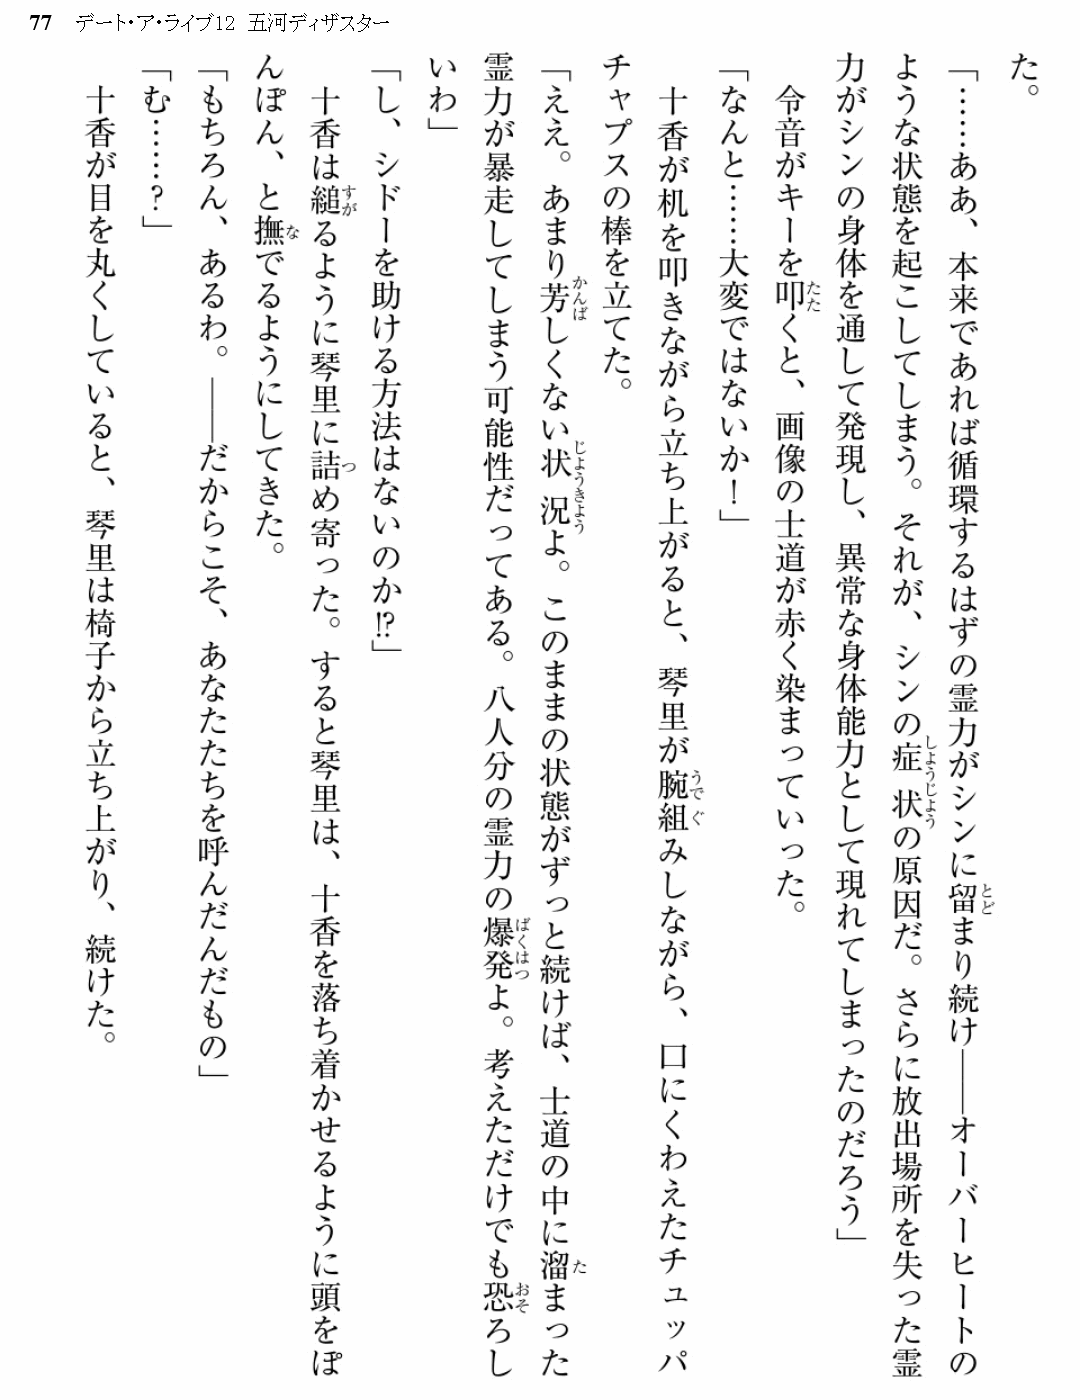 77 デート・ア・ライブ12 五河ディザスター
た。
「……ああ、本来であれば循環するはずの霊力がシンに留まり続け――オーバーヒートの
ような状態を起こしてしまう。それが、シンの症状の原因だ。さらに放出場所を失った霊
力がシンの身体を通して発現し、異常な身体能力として現れてしまったのだろう」
令音がキーを叩くと、画像の士道が赤く染まっていった。
「なんと……大変ではないか！」
十香が机を叩きながら立ち上がると、琴里が腕組みしながら、口にくわえたチュッパ
チャプスの棒を立てた。
「ええ。あまり芳しくない状況よ。このままの状態がずっと続けば、士道の中に溜まった
霊力が暴走してしまう可能性だってある。八人分の霊力の爆発よ。考えただけでも恐ろし
いわ」
「し、シドーを助ける方法はないのか!?」
十香は縋るように琴里に詰め寄った。すると琴里は、十香を落ち着かせるように頭をぽ
んぽん、と撫でるようにしてきた。
「もちろん、あるわ。――だからこそ、あなたたちを呼んだんだもの」
「む……？」
十香が目を丸くしていると、琴里は椅子から立ち上がり、続けた。